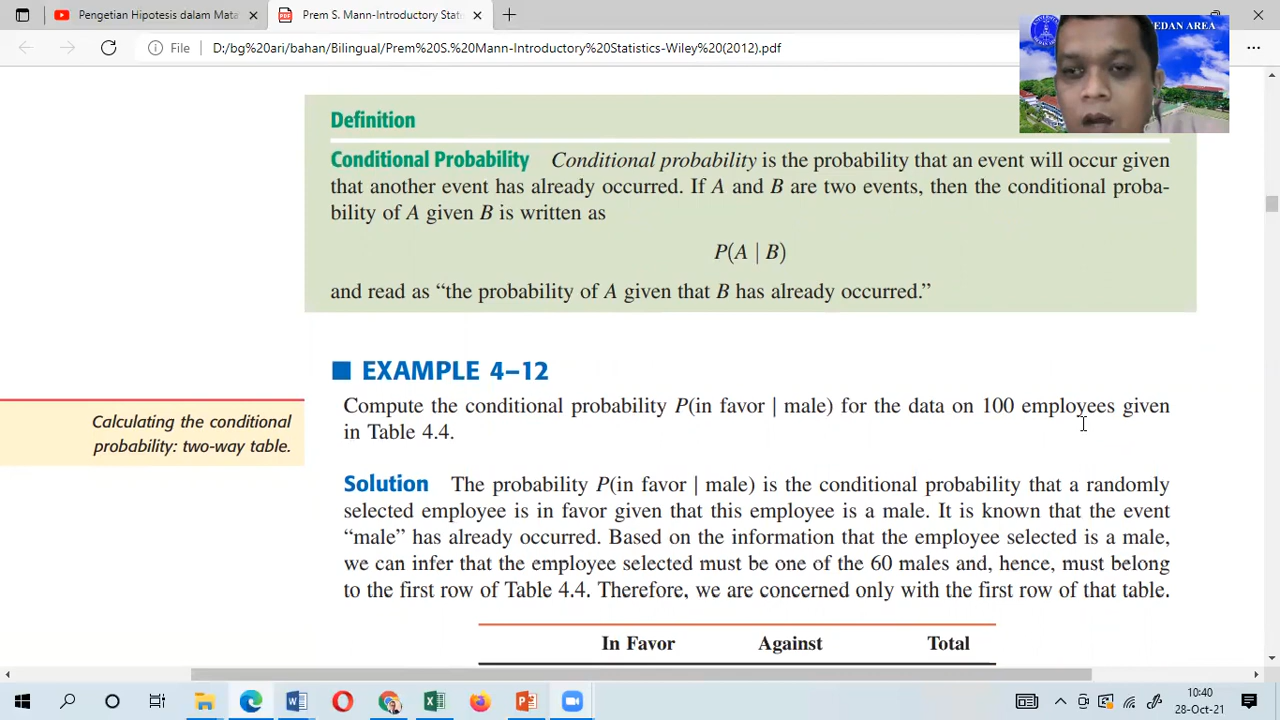 Pengetian Hipotesis dalam Mat
Prem S. Mann-Introductory Stat
File
D:/bg%20ari/bahan/Bilingual/Prem%20S.%20Mann-Introductory%20Statistics-Wiley%20(2012).pdf
EDAN AREA
Definition
Conditional Probability Conditional probability is the probability that an event will occur given
that another event has already occurred. If A and B are two events, then the conditional proba-
bility of A given B is written as
P(A | B)
and read as “the probability of A given that B has already occurred.”
EXAMPLE 4–12
Calculating the conditional
probability: two-way table.
Compute the conditional probability P(in favor | male) for the data on 100 employees given
in Table 4.4.
Solution The probability P(in favor | male) is the conditional probability that a randomly
selected employee is in favor given that this employee is a male. It is known that the event
“male” has already occurred. Based on the information that the employee selected is a male,
we can infer that the employee selected must be one of the 60 males and, hence, must belong
to the first row of Table 4.4. Therefore, we are concerned only with the first row of that table.
In Favor Against Total
10:40
28-Oct-21